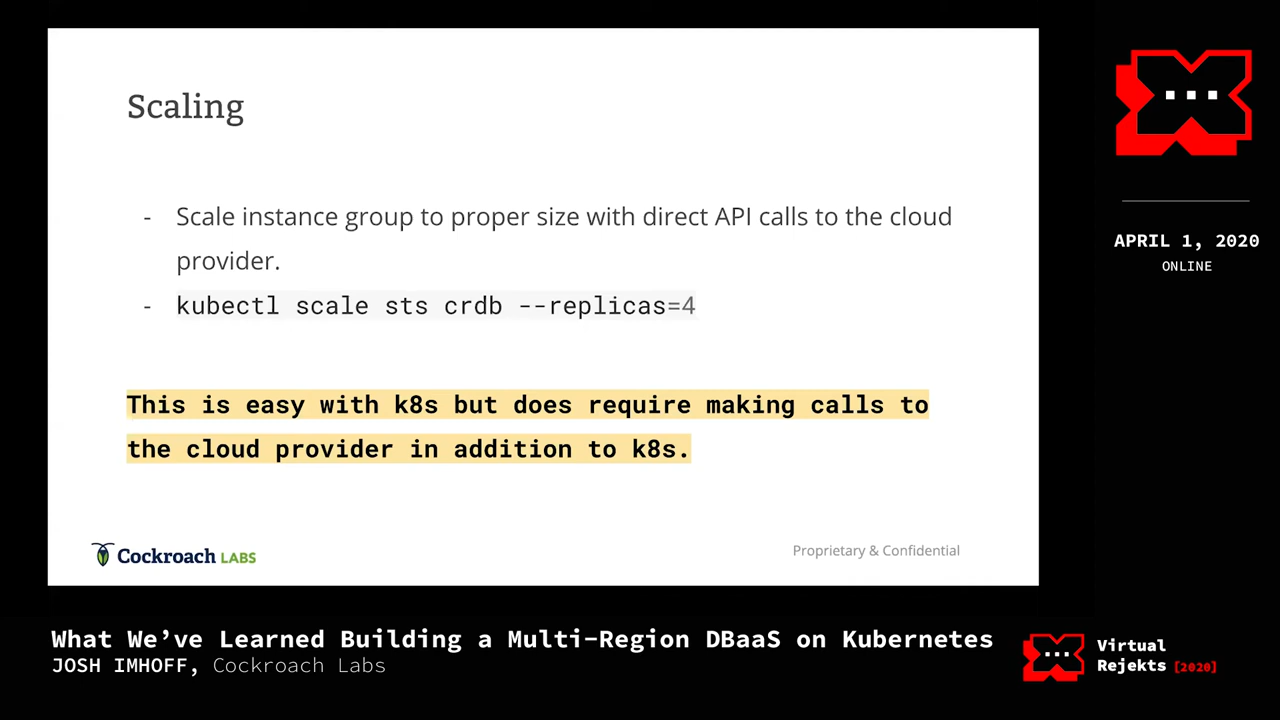 Scaling
- Scale instance group to proper size with direct API calls to the cloud
provider.
- kubectl scale sts crdb --replicas=4
This is easy with k8s but does require making calls to
the cloud provider in addition to k8s.
Cockroach LABS
Proprietary & Confidential
APRIL 1, 2020
ONLINE
What We’ve Learned Building a Multi-Region DBaaS on Kubernetes
JOSH IMHOFF, Cockroach Labs
Virtual
Rejekts [2020]